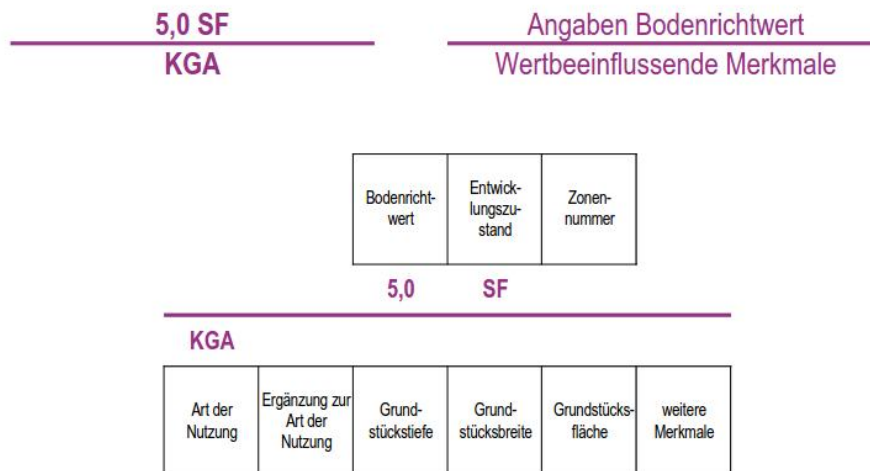 5,0 SF
KGA
Angaben Bodenrichtwert
Wertbeeinflussende Merkmale
Bodenricht-
wert
Entwick-
lungszu-
stand
Zonen-
nummer
5,0
SF
KGA
Art der
Nutzung
Ergänzung zur
Art der
Nutzung
Grund-
stückstiefe
Grund-
stücksbreite
Grundstücks-
fläche
weitere
Merkmale